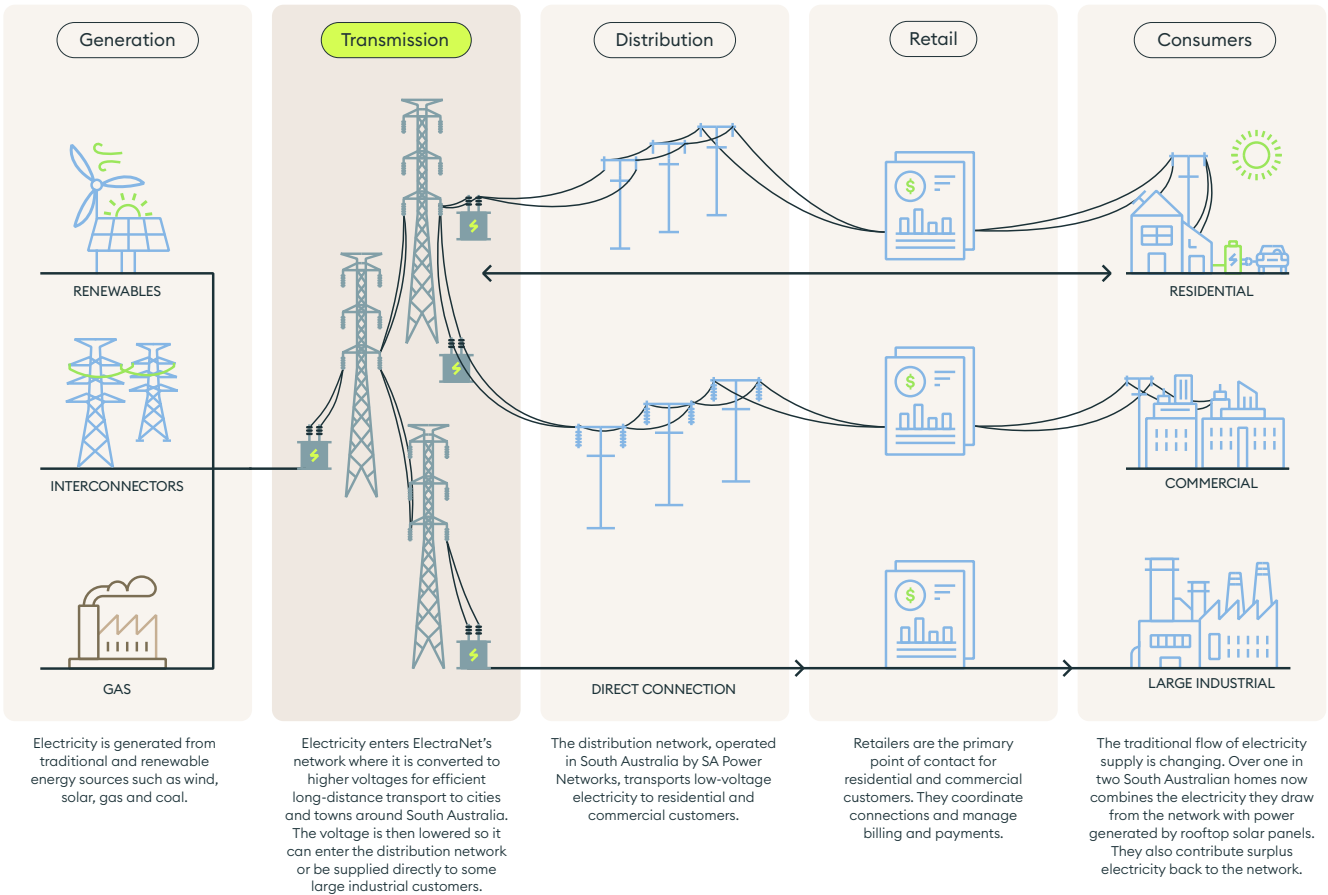 Generation
Transmission
Distribution
Retail
Consumers
RENEWABLES
RESIDENTIAL
INTERCONNECTORS
COMMERCIAL
GAS
DIRECT CONNECTION
LARGE INDUSTRIAL
$
$
$
Electricity is generated from
traditional and renewable
energy sources such as wind,
solar, gas and coal.
Electricity enters ElectraNet’s
network where it is converted to
higher voltages for efficient
long-distance transport to cities
and towns around South Australia.
The voltage is then lowered so it
can enter the distribution network
or be supplied directly to some
large industrial customers.
The distribution network, operated
in South Australia by SA Power
Networks, transports low-voltage
electricity to residential and
commercial customers.
Retailers are the primary
point of contact for
residential and commercial
customers. They coordinate
connections and manage
billing and payments.
The traditional flow of electricity
supply is changing. Over one in
two South Australian homes now
combines the electricity they draw
from the network with power
generated by rooftop solar panels.
They also contribute surplus
electricity back to the network.